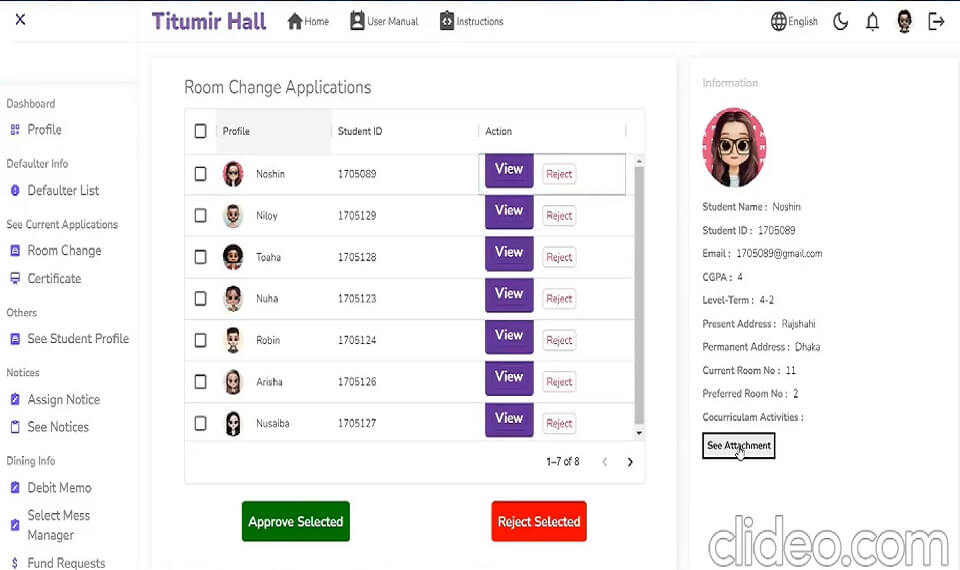 Titumir Hall
Home
User Manual
Instructions
English
Dashboard
Profile
Defaulter Info
Defaulter List
See Current Applications
Room Change
Certificate
Others
See Student Profile
Notices
Assign Notice
See Notices
Dining Info
Debit Memo
Select Mess
Manager
Fund Requests
Room Change Applications
Profile Student ID Action
Noshin 1705089 View Reject
Niloy 1705129 View Reject
Toaha 1705128 View Reject
Nuha 1705123 View Reject
Robin 1705124 View Reject
Arisha 1705126 View Reject
Nusaiba 1705127 View Reject
1–7 of 8
Approve Selected
Reject Selected
Information
Student Name : Noshin
Student ID : 1705089
Email : 1705089@gmail.com
CGPA : 4
Level-Term : 4-2
Present Address : Rajshahi
Permanent Address : Dhaka
Current Room No : 11
Preferred Room No : 2
Cocurriculam Activities :
See Attachment
clideo.com